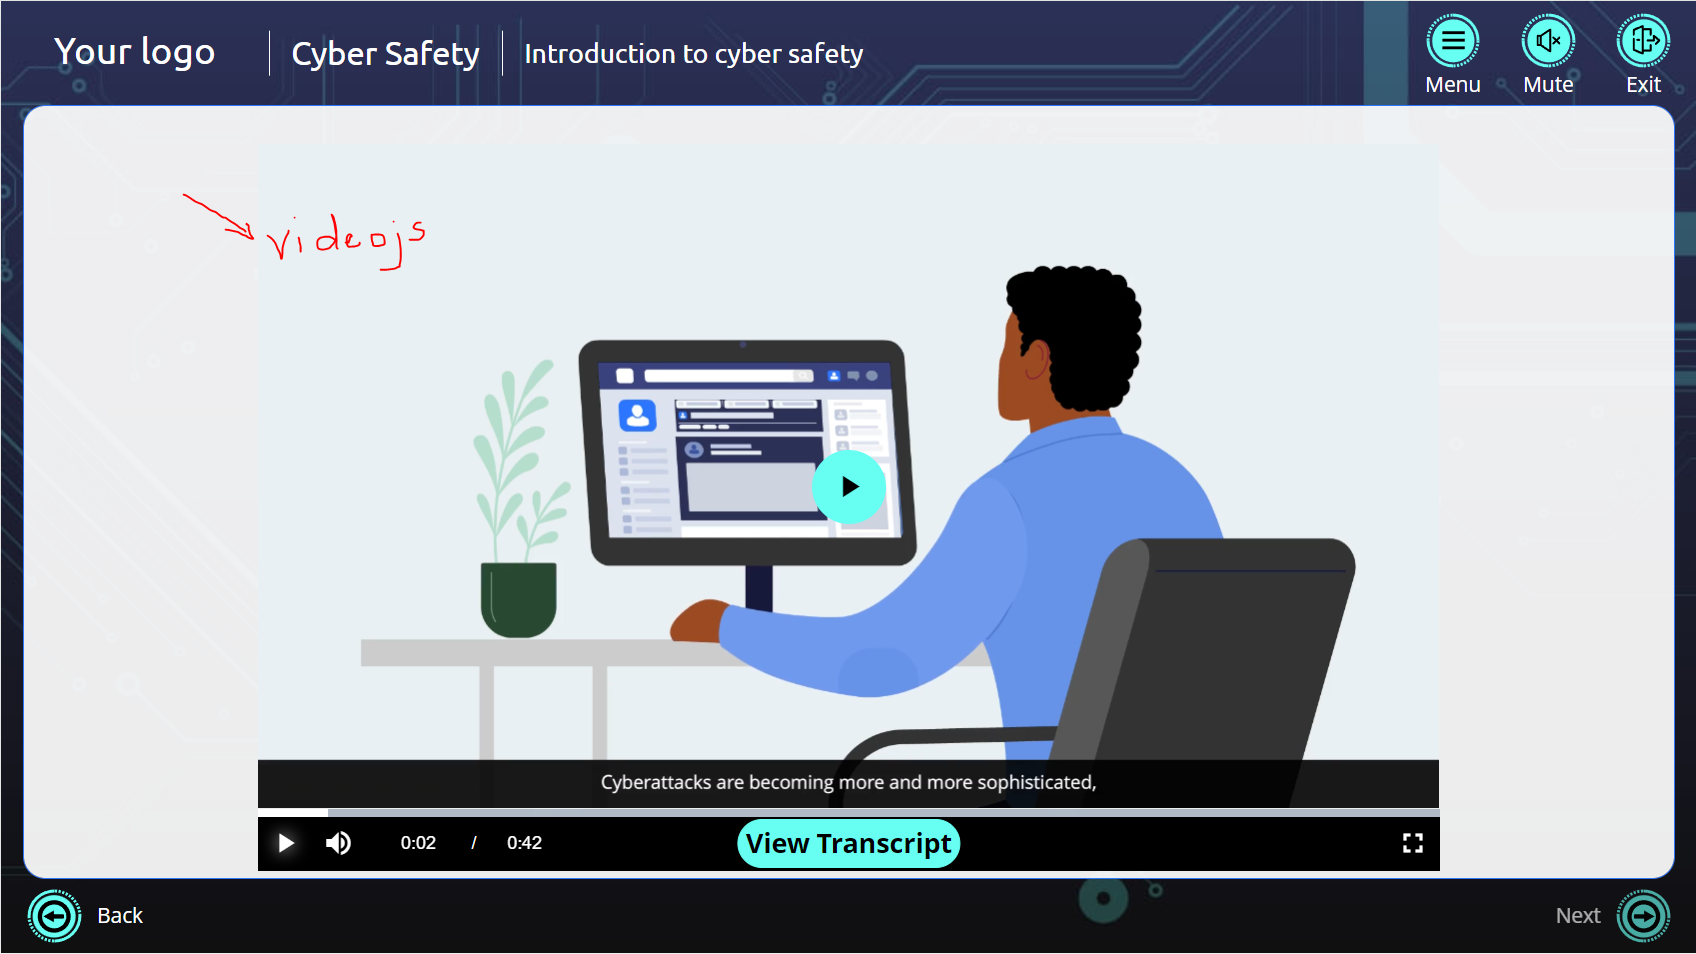 Your logo
Cyber Safety
Introduction to cyber safety
Menu
Mute
Exit
videojs
Cyberattacks are becoming more and more sophisticated,
0:02 / 0:42
View Transcript
Back
Next